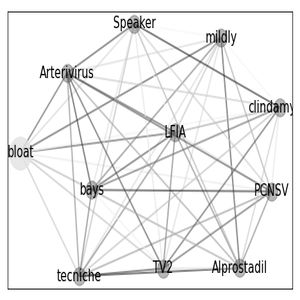 Speaker
mildly
Arterivirus
clindamy
LFIA
bloat
bays
PCNSV
TV2
Alprostadil
tecniche